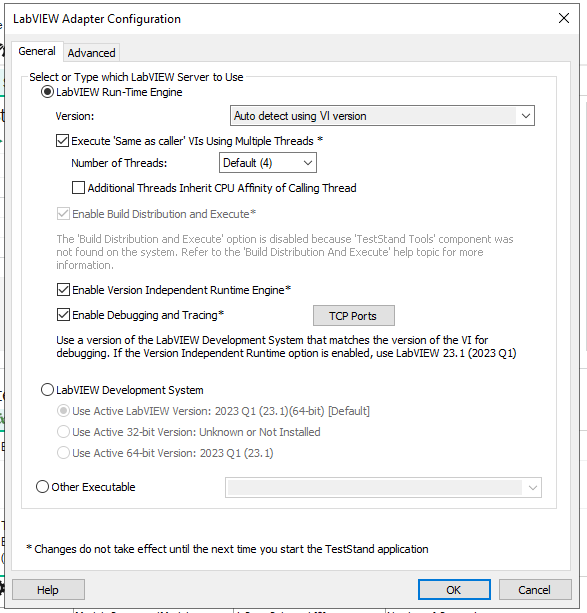 LabVIEW Adapter Configuration
General
Advanced
Select or Type which LabVIEW Server to Use
LabVIEW Run-Time Engine
Version:
Auto detect using VI version
Execute 'Same as caller' VIs Using Multiple Threads *
Number of Threads:
Default (4)
Additional Threads Inherit CPU Affinity of Calling Thread
Enable Build Distribution and Execute*
The 'Build Distribution and Execute' option is disabled because 'TestStand Tools' component was
not found on the system. Refer to the 'Build Distribution And Execute' help topic for more
information.
Enable Version Independent Runtime Engine*
Enable Debugging and Tracing*
TCP Ports
Use a version of the LabVIEW Development System that matches the version of the VI for
debugging. If the Version Independent Runtime option is enabled, use LabVIEW 23.1 (2023 Q1)
LabVIEW Development System
Use Active LabVIEW Version: 2023 Q1 (23.1)(64-bit) [Default]
Use Active 32-bit Version: Unknown or Not Installed
Use Active 64-bit Version: 2023 Q1 (23.1)
Other Executable
* Changes do not take effect until the next time you start the TestStand application
Help
OK
Cancel